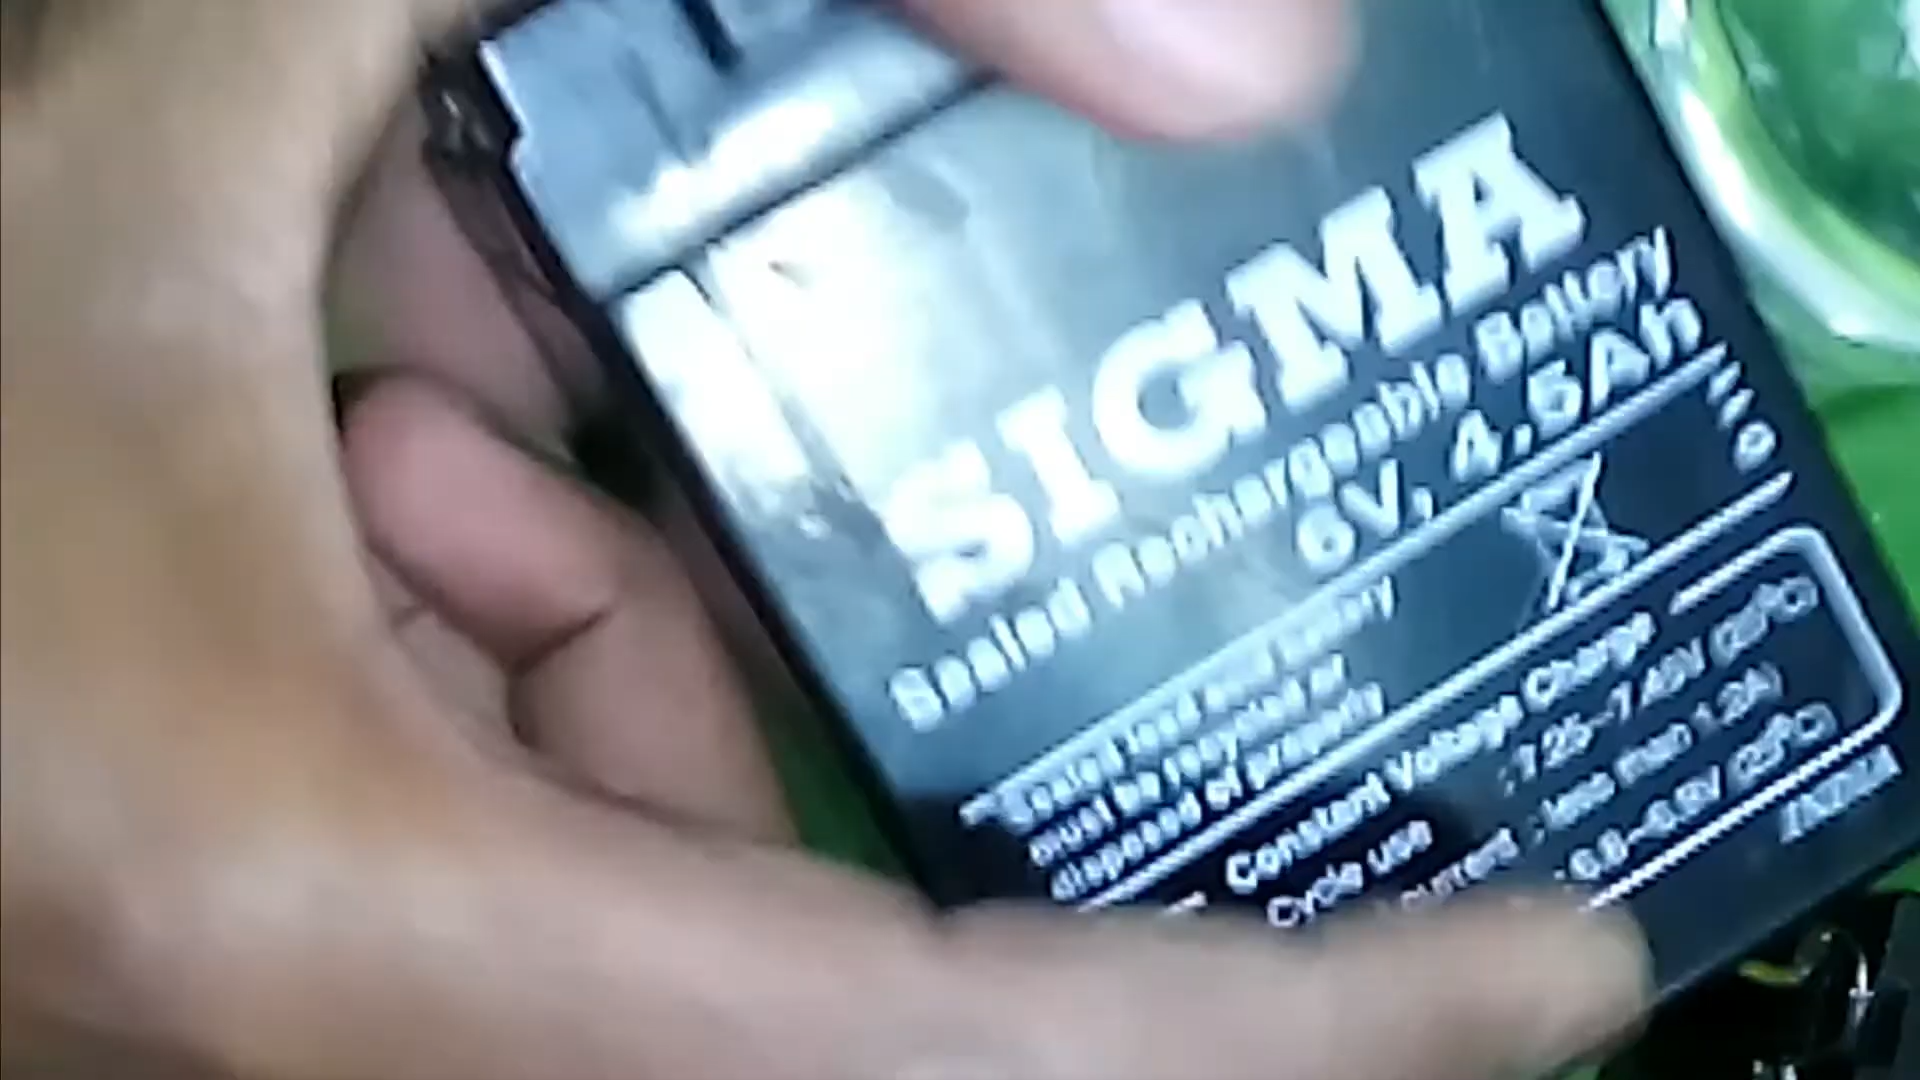 SIGMA
Sealed Rechargeable Battery
6V, 4.5Ah
Sealed lead acid battery
must be recycled or
disposed of properly
Constant Voltage Charge
Cycle use : 7.25~7.45V (25°C)
Current : less than 1.2A)
: 6.8~6.9V (25°C)